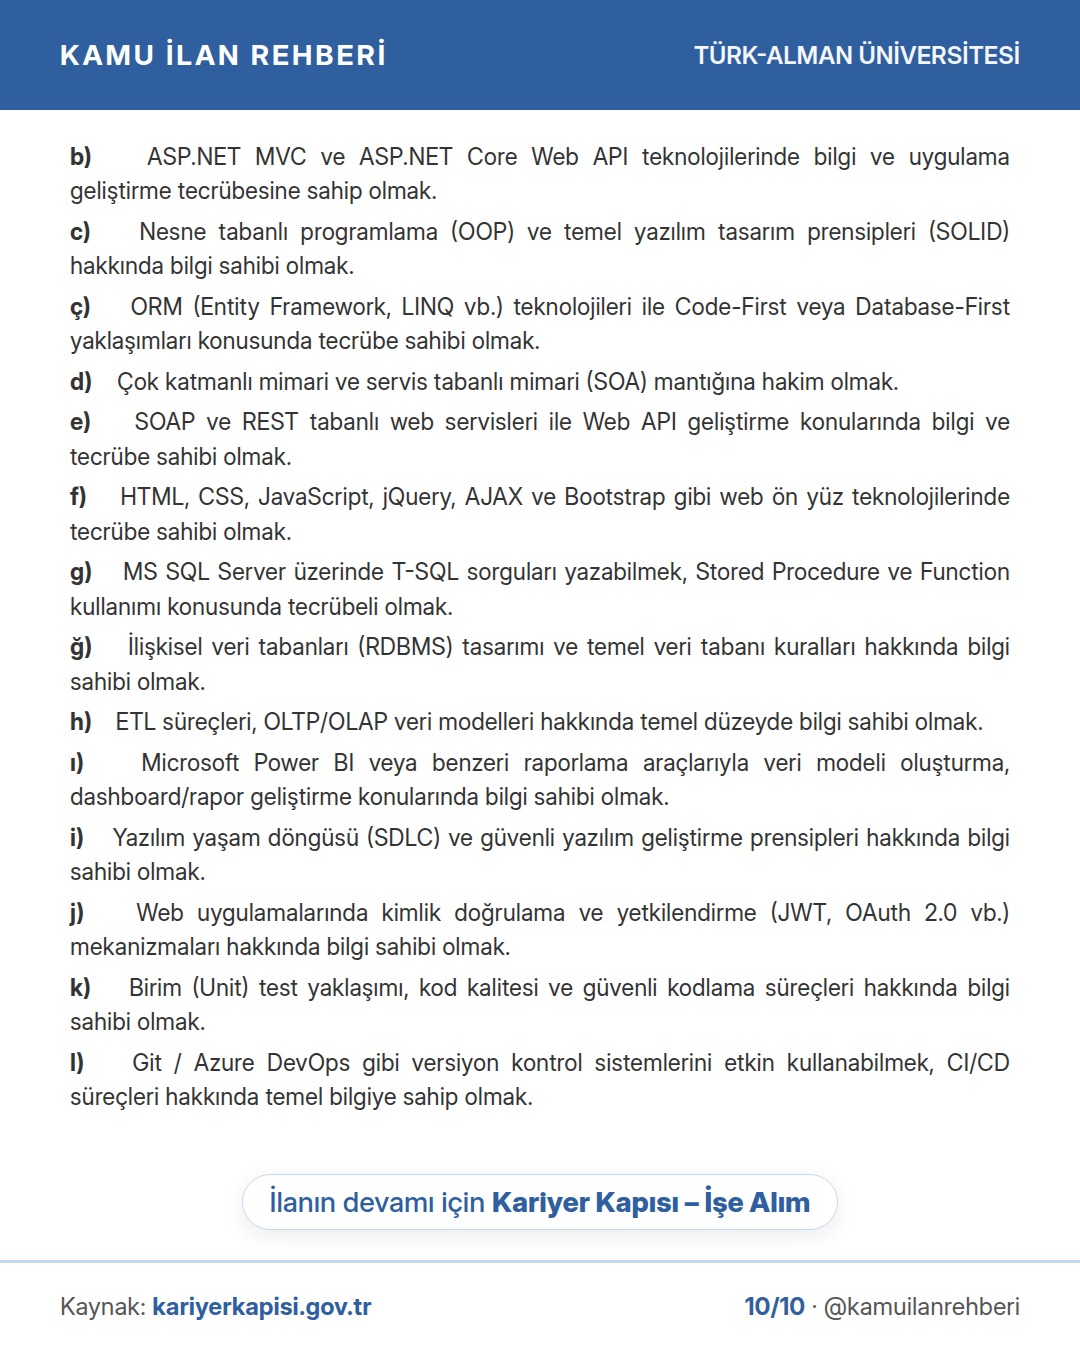 KAMU İLAN REHBERİ
TÜRK-ALMAN ÜNİVERSİTESİ
b) ASP.NET MVC ve ASP.NET Core Web API teknolojilerinde bilgi ve uygulama
geliştirme tecrübesine sahip olmak.
c) Nesne tabanlı programlama (OOP) ve temel yazılım tasarım prensipleri (SOLID)
hakkında bilgi sahibi olmak.
ç) ORM (Entity Framework, LINQ vb.) teknolojileri ile Code-First veya Database-First
yaklaşımları konusunda tecrübe sahibi olmak.
d) Çok katmanlı mimari ve servis tabanlı mimari (SOA) mantığına hakim olmak.
e) SOAP ve REST tabanlı web servisleri ile Web API geliştirme konularında bilgi ve
tecrübe sahibi olmak.
f) HTML, CSS, JavaScript, jQuery, AJAX ve Bootstrap gibi web ön yüz teknolojilerinde
tecrübe sahibi olmak.
g) MS SQL Server üzerinde T-SQL sorguları yazabilmek, Stored Procedure ve Function
kullanımı konusunda tecrübeli olmak.
ğ) İlişkisel veri tabanları (RDBMS) tasarımı ve temel veri tabanı kuralları hakkında bilgi
sahibi olmak.
h) ETL süreçleri, OLTP/OLAP veri modelleri hakkında temel düzeyde bilgi sahibi olmak.
ı) Microsoft Power BI veya benzeri raporlama araçlarıyla veri modeli oluşturma,
dashboard/rapor geliştirme konularında bilgi sahibi olmak.
i) Yazılım yaşam döngüsü (SDLC) ve güvenli yazılım geliştirme prensipleri hakkında bilgi
sahibi olmak.
j) Web uygulamalarında kimlik doğrulama ve yetkilendirme (JWT, OAuth 2.0 vb.)
mekanizmaları hakkında bilgi sahibi olmak.
k) Birim (Unit) test yaklaşımı, kod kalitesi ve güvenli kodlama süreçleri hakkında bilgi
sahibi olmak.
l) Git / Azure DevOps gibi versiyon kontrol sistemlerini etkin kullanabilmek, CI/CD
süreçleri hakkında temel bilgiye sahip olmak.
İlanın devamı için Kariyer Kapısı – İşe Alım
Kaynak: kariyerkapisi.gov.tr
10/10 · @kamuilanrehberi